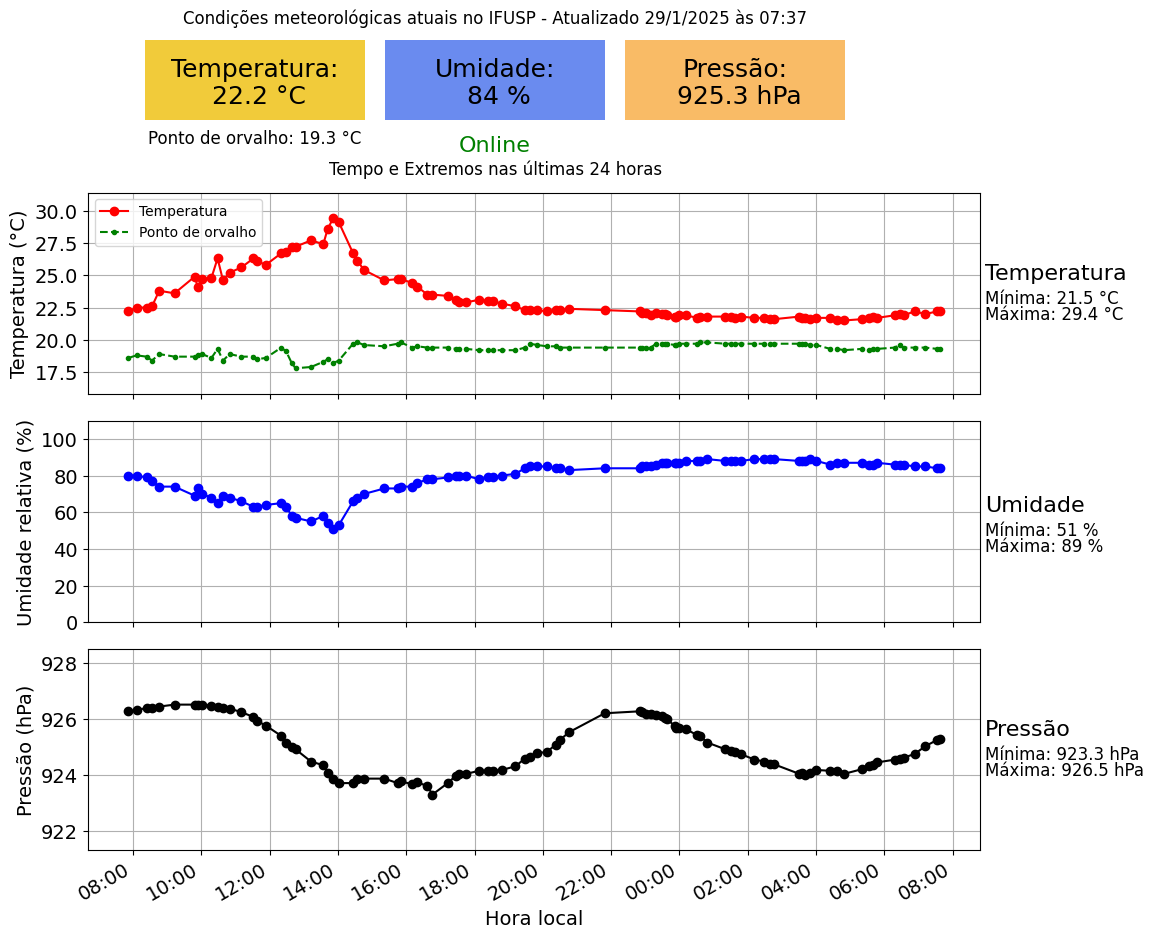 Condições meteorológicas atuais no IFUSP - Atualizado 29/1/2025 às 07:37
Temperatura:
22.2 °C
Umidade:
84 %
Pressão:
925.3 hPa
Ponto de orvalho: 19.3 °C
Online
Tempo e Extremos nas últimas 24 horas
Temperatura (°C)
30.0
27.5
25.0
22.5
20.0
17.5
Temperatura
Ponto de orvalho
Temperatura
Mínima: 21.5 °C
Máxima: 29.4 °C
Umidade relativa (%)
100
80
60
40
20
0
Umidade
Mínima: 51 %
Máxima: 89 %
Pressão (hPa)
928
926
924
922
Pressão
Mínima: 923.3 hPa
Máxima: 926.5 hPa
08:00 10:00 12:00 14:00 16:00 18:00 20:00 22:00 00:00 02:00 04:00 06:00 08:00
Hora local